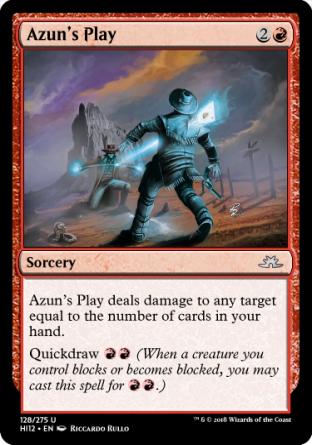 Azun's Play 2
Sorcery
Azun's Play deals damage to any target
equal to the number of cards in your
hand.
Quickdraw (When a creature you
control blocks or becomes blocked, you may
cast this spell for .)
128/275 U
HI12 • EN RICCARDO RULLO
™ & © 2018 Wizards of the Coast